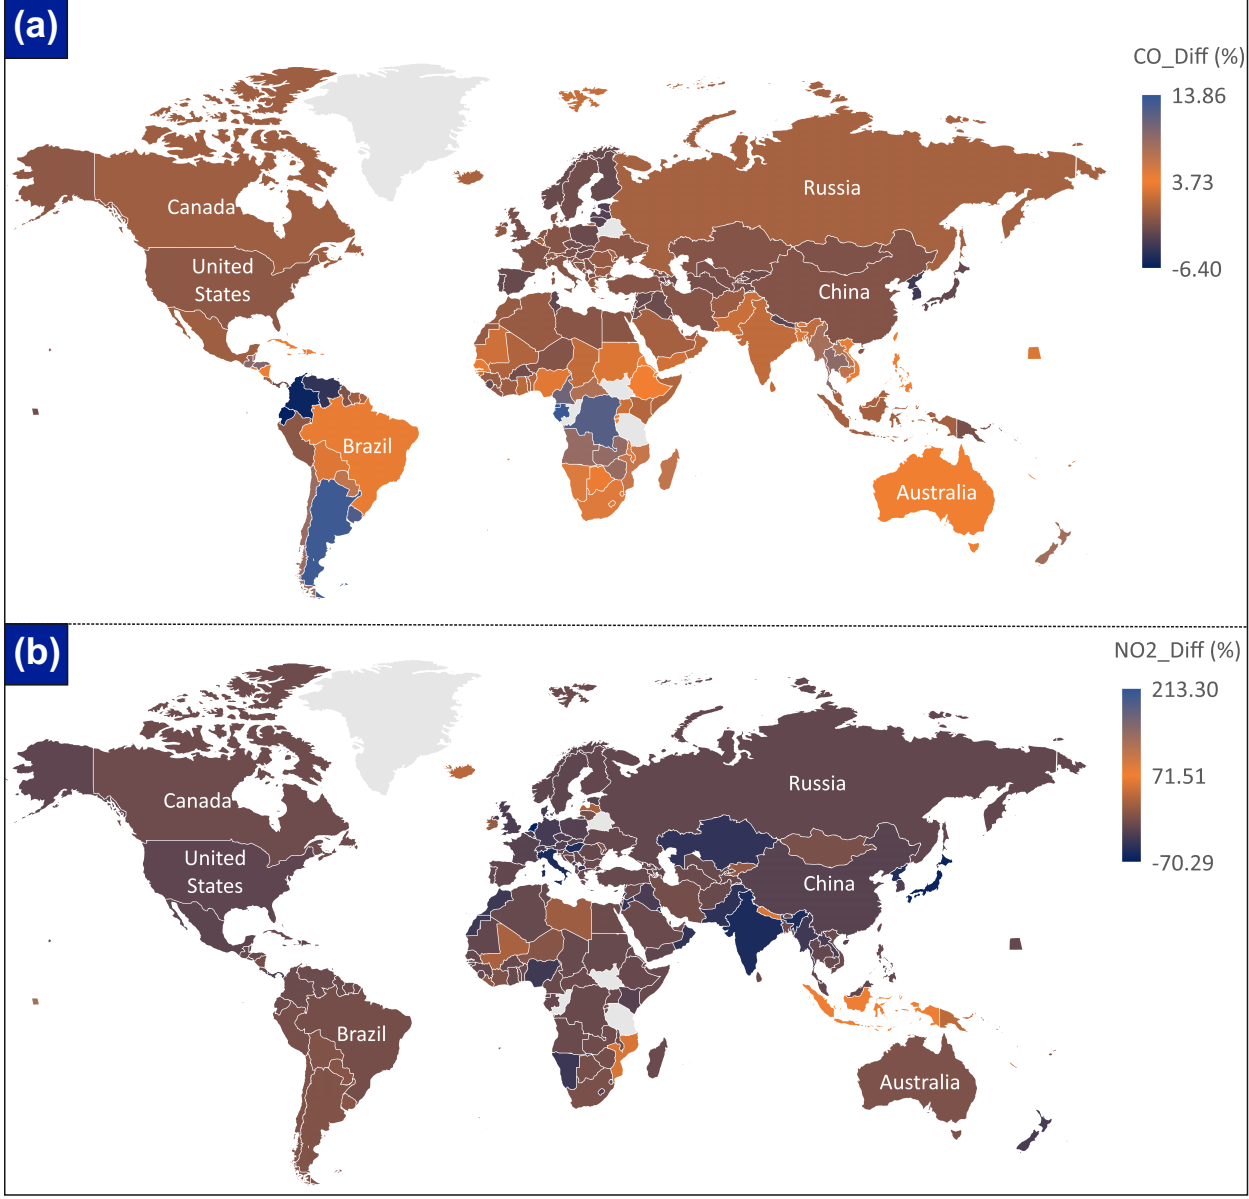 (a)
CO_Diff (%)
13.86
3.73
-6.40
Canada
United
States
Russia
China
Brazil
Australia
(b)
NO2_Diff (%)
213.30
71.51
-70.29
Canada
United
States
Russia
China
Brazil
Australia